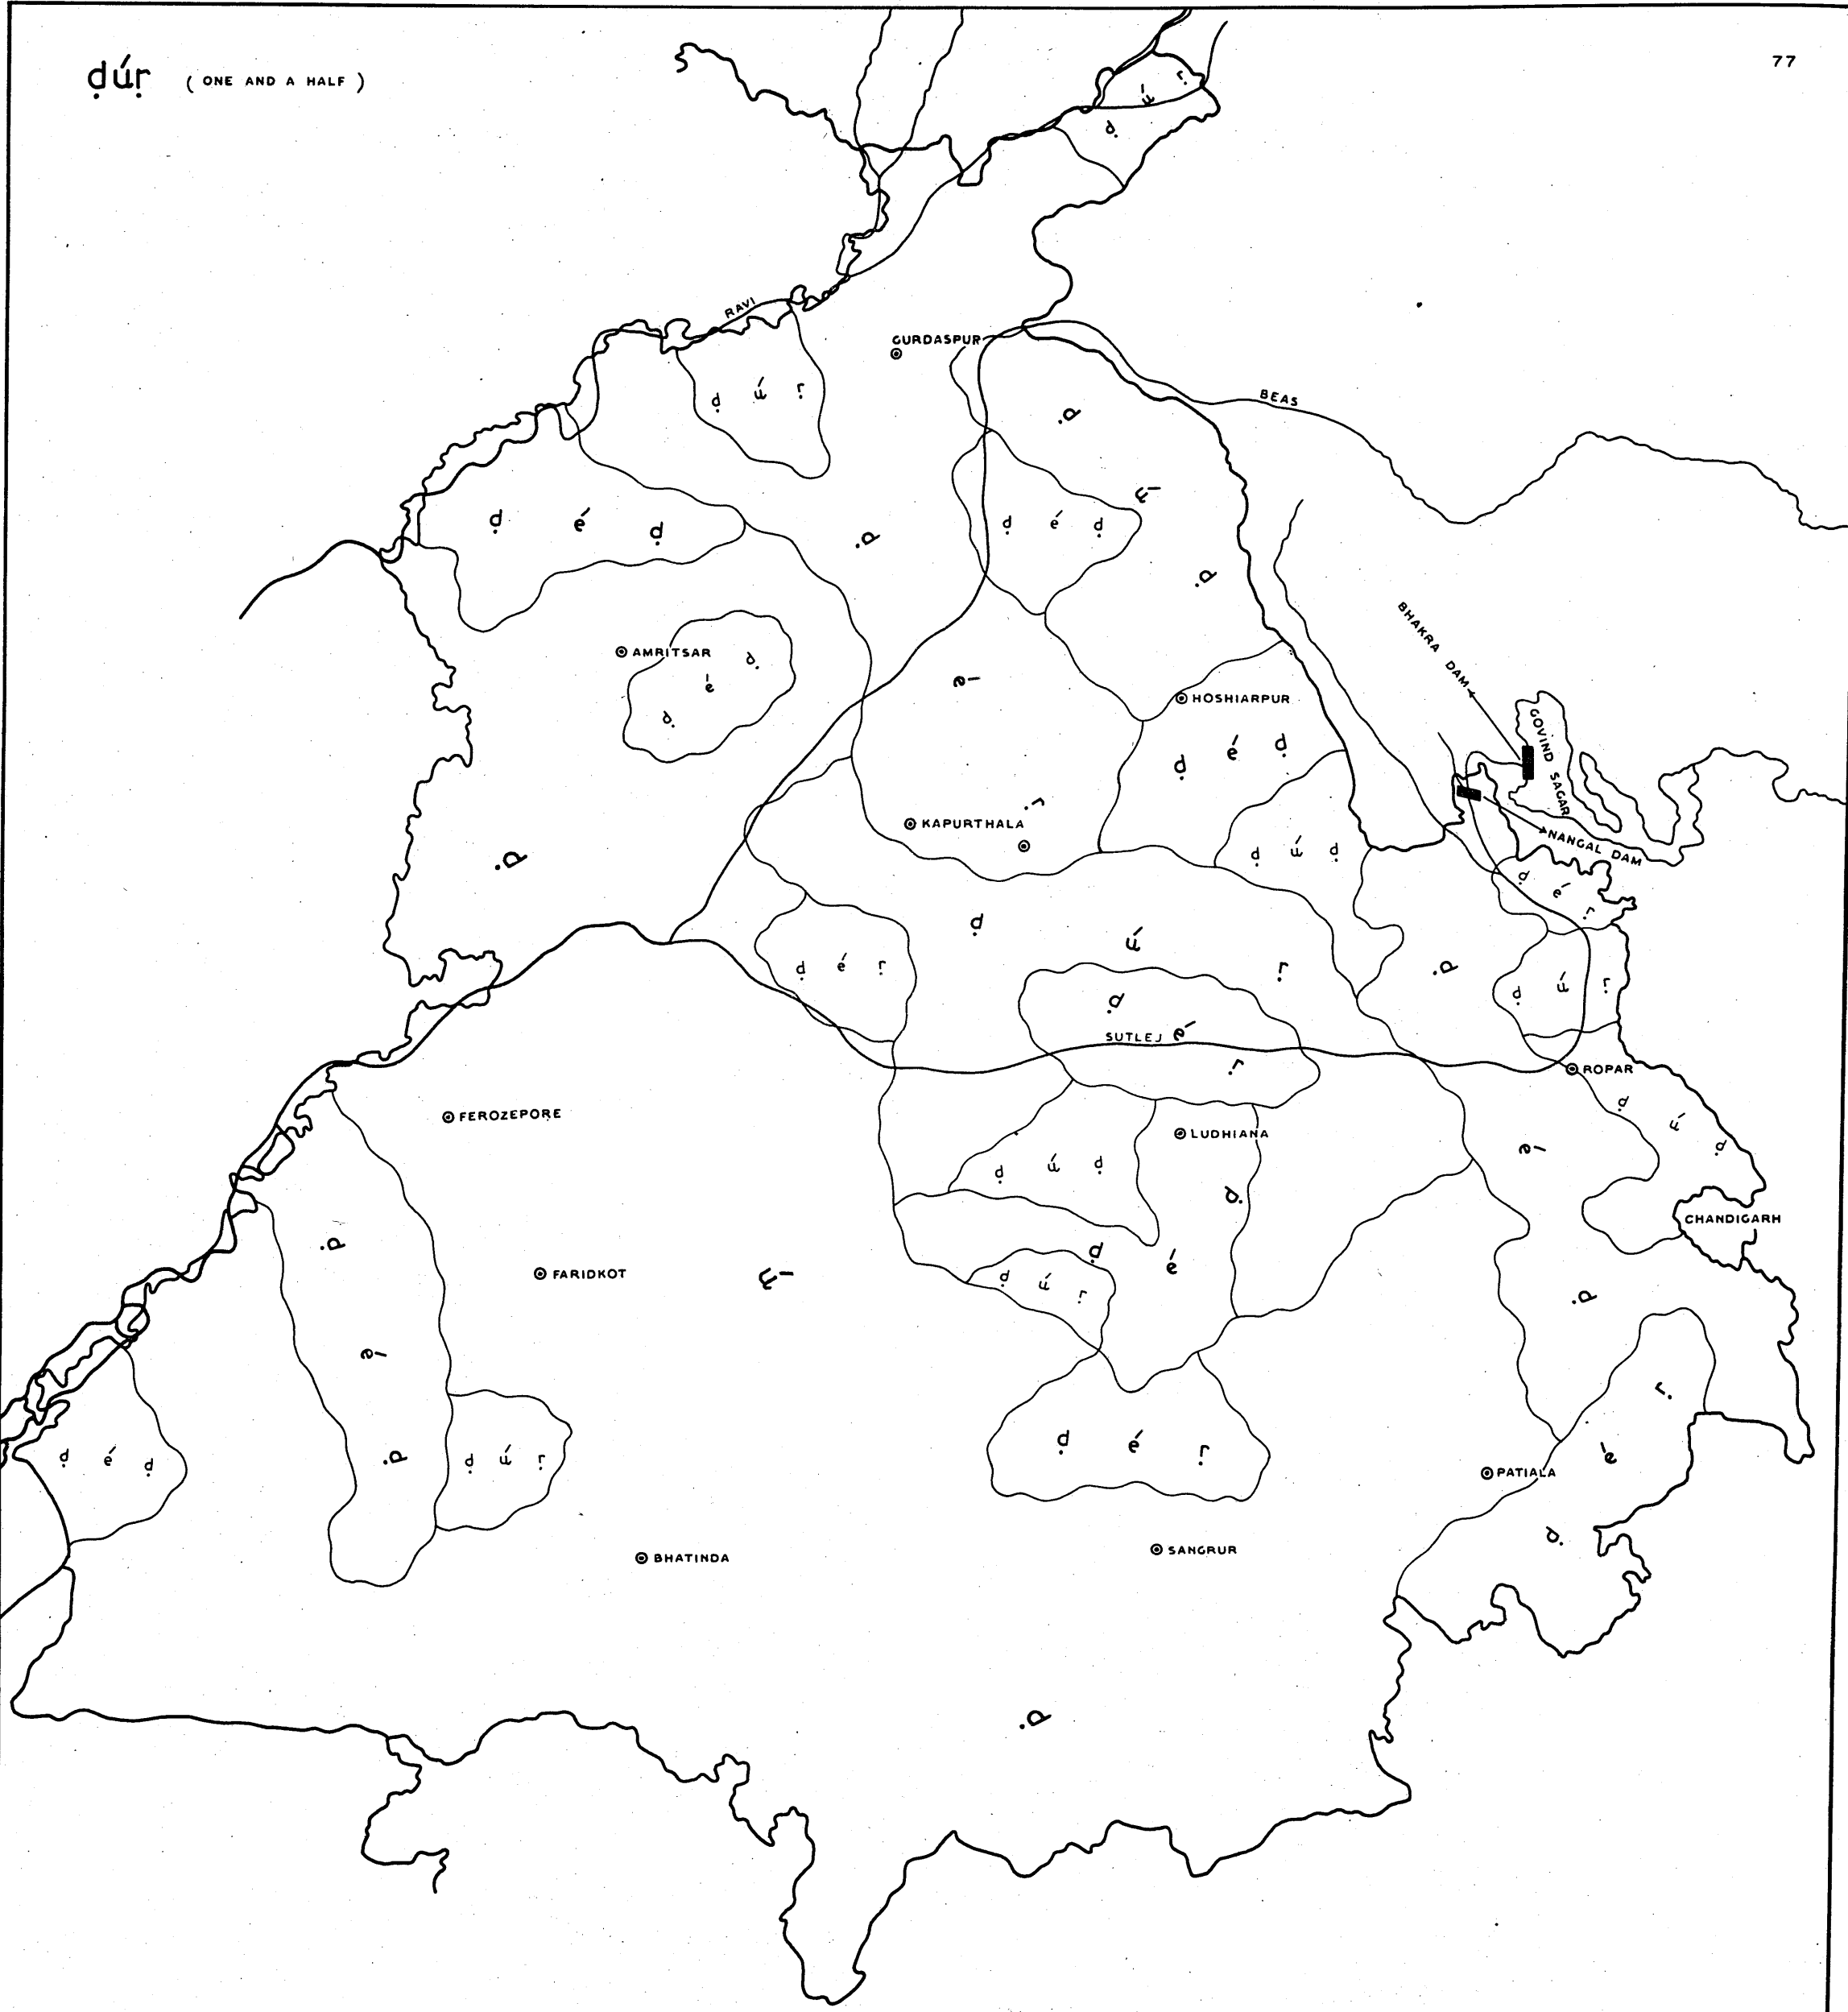 ḍúṛ ( ONE AND A HALF )
77
ḍ ú ṛ
RAVI
GURDASPUR
BEAS
ḍ ú ṛ
ḍ ú ḍ
ḍ é ḍ
ḍ é ḍ
ḍ é ṛ
AMRITSAR
ḍ é ḍ
BHAKRA DAM
HOSHIARPUR
GOVIND SAGAR
ḍ é ḍ
KAPURTHALA
NANGAL DAM
ḍ ú ḍ
ḍ é ṛ
ḍ ú ṛ
ḍ é ṛ
ḍ ú ṛ
ḍ é ṛ
SUTLEJ
ROPAR
FEROZEPORE
LUDHIANA
ḍ ú ḍ
ḍ ú ḍ
ḍ é ḍ
CHANDIGARH
ḍ é ḍ
FARIDKOT
ḍ ú ṛ
ḍ é ḍ
ḍ ú ḍ
ḍ é ḍ
ḍ ú ṛ
ḍ é ṛ
PATIALA
ḍ é ṛ
BHATINDA
SANGRUR